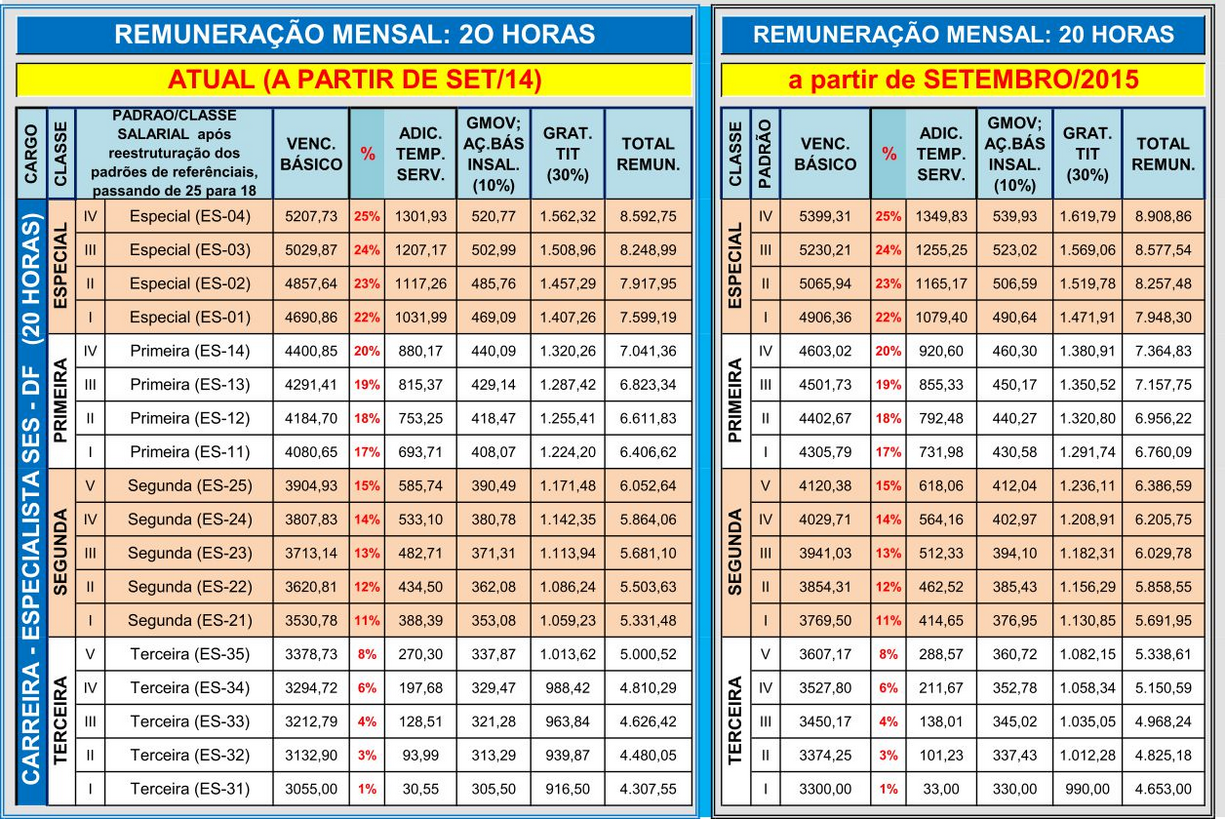 REMUNERAÇÃO MENSAL: 2O HORAS
ATUAL (A PARTIR DE SET/14)
CARGO
CLASSE
PADRÃO/CLASSE
SALARIAL após
reestruturação dos
padrões de referênciais,
passando de 25 para 18
VENC.
BÁSICO
%
ADIC.
TEMP.
SERV.
GMOV;
AÇ.BÁS
INSAL.
(10%)
GRAT.
TIT
(30%)
TOTAL
REMUN.
CARREIRA - ESPECIALISTA SES - DF (20 HORAS)
ESPECIAL
IV Especial (ES-04) 5207,73 25% 1301,93 520,77 1.562,32 8.592,75
III Especial (ES-03) 5029,87 24% 1207,17 502,99 1.508,96 8.248,99
II Especial (ES-02) 4857,64 23% 1117,26 485,76 1.457,29 7.917,95
I Especial (ES-01) 4690,86 22% 1031,99 469,09 1.407,26 7.599,19
PRIMEIRA
IV Primeira (ES-14) 4400,85 20% 880,17 440,09 1.320,26 7.041,36
III Primeira (ES-13) 4291,41 19% 815,37 429,14 1.287,42 6.823,34
II Primeira (ES-12) 4184,70 18% 753,25 418,47 1.255,41 6.611,83
I Primeira (ES-11) 4080,65 17% 693,71 408,07 1.224,20 6.406,62
SEGUNDA
V Segunda (ES-25) 3904,93 15% 585,74 390,49 1.171,48 6.052,64
IV Segunda (ES-24) 3807,83 14% 533,10 380,78 1.142,35 5.864,06
III Segunda (ES-23) 3713,14 13% 482,71 371,31 1.113,94 5.681,10
II Segunda (ES-22) 3620,81 12% 434,50 362,08 1.086,24 5.503,63
I Segunda (ES-21) 3530,78 11% 388,39 353,08 1.059,23 5.331,48
TERCEIRA
V Terceira (ES-35) 3378,73 8% 270,30 337,87 1.013,62 5.000,52
IV Terceira (ES-34) 3294,72 6% 197,68 329,47 988,42 4.810,29
III Terceira (ES-33) 3212,79 4% 128,51 321,28 963,84 4.626,42
II Terceira (ES-32) 3132,90 3% 93,99 313,29 939,87 4.480,05
I Terceira (ES-31) 3055,00 1% 30,55 305,50 916,50 4.307,55
REMUNERAÇÃO MENSAL: 20 HORAS
a partir de SETEMBRO/2015
CLASSE
PADRÃO
VENC.
BÁSICO
%
ADIC.
TEMP.
SERV.
GMOV;
AÇ.BÁS
INSAL.
(10%)
GRAT.
TIT
(30%)
TOTAL
REMUN.
ESPECIAL
IV 5399,31 25% 1349,83 539,93 1.619,79 8.908,86
III 5230,21 24% 1255,25 523,02 1.569,06 8.577,54
II 5065,94 23% 1165,17 506,59 1.519,78 8.257,48
I 4906,36 22% 1079,40 490,64 1.471,91 7.948,30
PRIMEIRA
IV 4603,02 20% 920,60 460,30 1.380,91 7.364,83
III 4501,73 19% 855,33 450,17 1.350,52 7.157,75
II 4402,67 18% 792,48 440,27 1.320,80 6.956,22
I 4305,79 17% 731,98 430,58 1.291,74 6.760,09
SEGUNDA
V 4120,38 15% 618,06 412,04 1.236,11 6.386,59
IV 4029,71 14% 564,16 402,97 1.208,91 6.205,75
III 3941,03 13% 512,33 394,10 1.182,31 6.029,78
II 3854,31 12% 462,52 385,43 1.156,29 5.858,55
I 3769,50 11% 414,65 376,95 1.130,85 5.691,95
TERCEIRA
V 3607,17 8% 288,57 360,72 1.082,15 5.338,61
IV 3527,80 6% 211,67 352,78 1.058,34 5.150,59
III 3450,17 4% 138,01 345,02 1.035,05 4.968,24
II 3374,25 3% 101,23 337,43 1.012,28 4.825,18
I 3300,00 1% 33,00 330,00 990,00 4.653,00